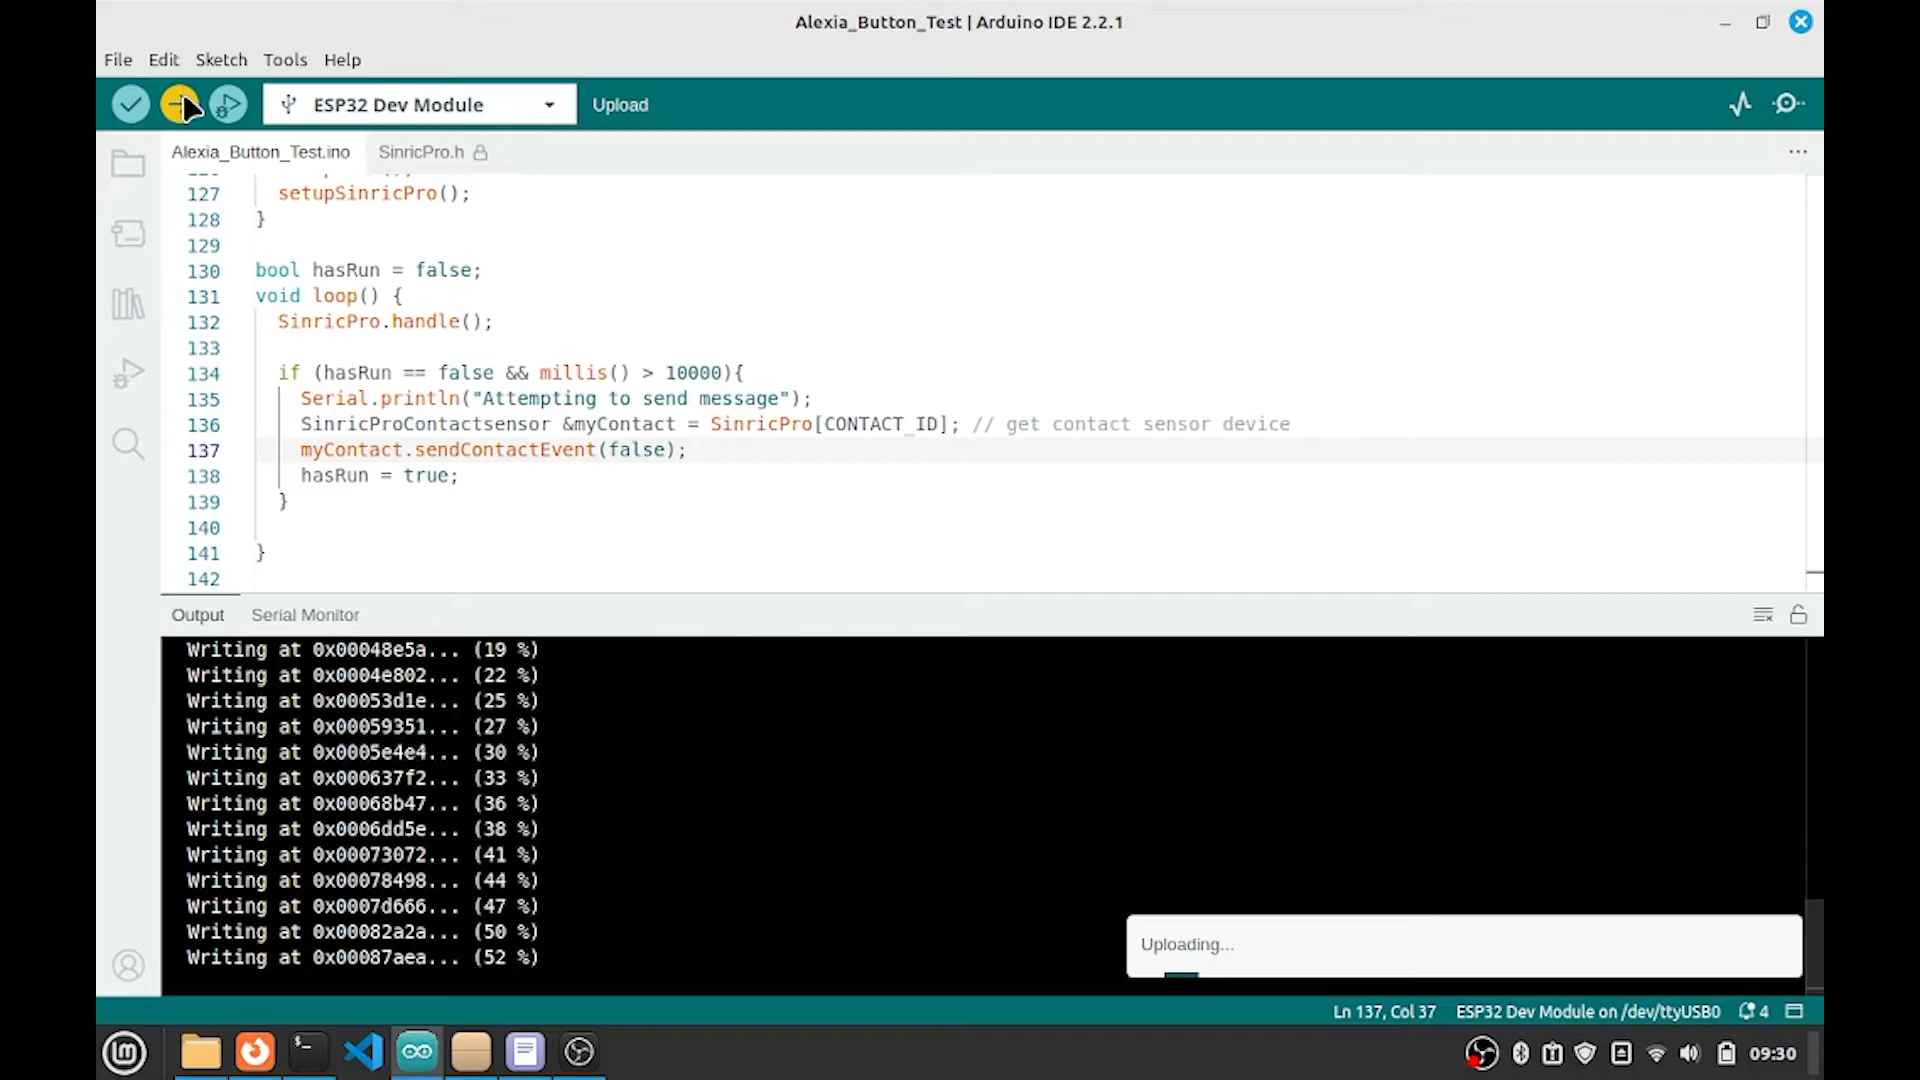 Alexia_Button_Test | Arduino IDE 2.2.1
File Edit Sketch Tools Help
ESP32 Dev Module
Upload
Alexia_Button_Test.ino SinricPro.h
127 setupSinricPro();
128 }
129
130 bool hasRun = false;
131 void loop() {
132 SinricPro.handle();
133
134 if (hasRun == false && millis() > 10000){
135 Serial.println("Attempting to send message");
136 SinricProContactsensor &myContact = SinricPro[CONTACT_ID]; // get contact sensor device
137 myContact.sendContactEvent(false);
138 hasRun = true;
139 }
140
141 }
142
Output Serial Monitor
Writing at 0x00048e5a... (19 %)
Writing at 0x0004e802... (22 %)
Writing at 0x00053d1e... (25 %)
Writing at 0x00059351... (27 %)
Writing at 0x0005e4e4... (30 %)
Writing at 0x000637f2... (33 %)
Writing at 0x00068b47... (36 %)
Writing at 0x0006dd5e... (38 %)
Writing at 0x00073072... (41 %)
Writing at 0x00078498... (44 %)
Writing at 0x0007d666... (47 %)
Writing at 0x00082a2a... (50 %)
Writing at 0x00087aea... (52 %)
Uploading...
Ln 137, Col 37 ESP32 Dev Module on /dev/ttyUSB0 4
09:30